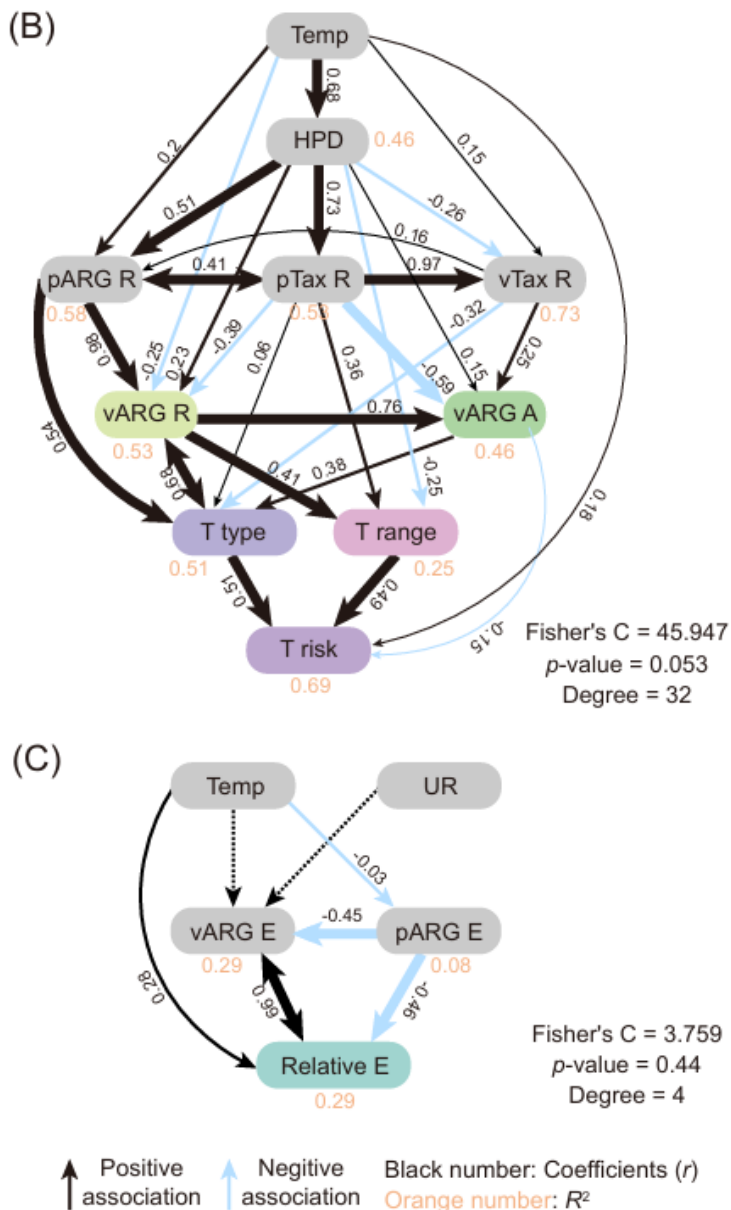 (B)
Temp
0.68
HPD
0.46
0.2
0.15
0.51
0.73
-0.26
0.16
pARG R
0.41
pTax R
0.97
vTax R
0.58
0.53
0.73
0.98
-0.25
0.23
-0.39
0.06
0.36
-0.32
-0.59
0.15
0.25
vARG R
0.76
vARG A
0.53
0.46
0.54
0.68
0.41
0.38
-0.25
0.18
T type
T range
0.51
0.25
0.51
0.49
-0.15
T risk
0.69
Fisher's C = 45.947
p-value = 0.053
Degree = 32
(C)
Temp
UR
-0.03
vARG E
-0.45
pARG E
0.29
0.08
0.28
0.99
-0.46
Relative E
0.29
Fisher's C = 3.759
p-value = 0.44
Degree = 4
Positive association
Negitive association
Black number: Coefficients (r)
Orange number: R²